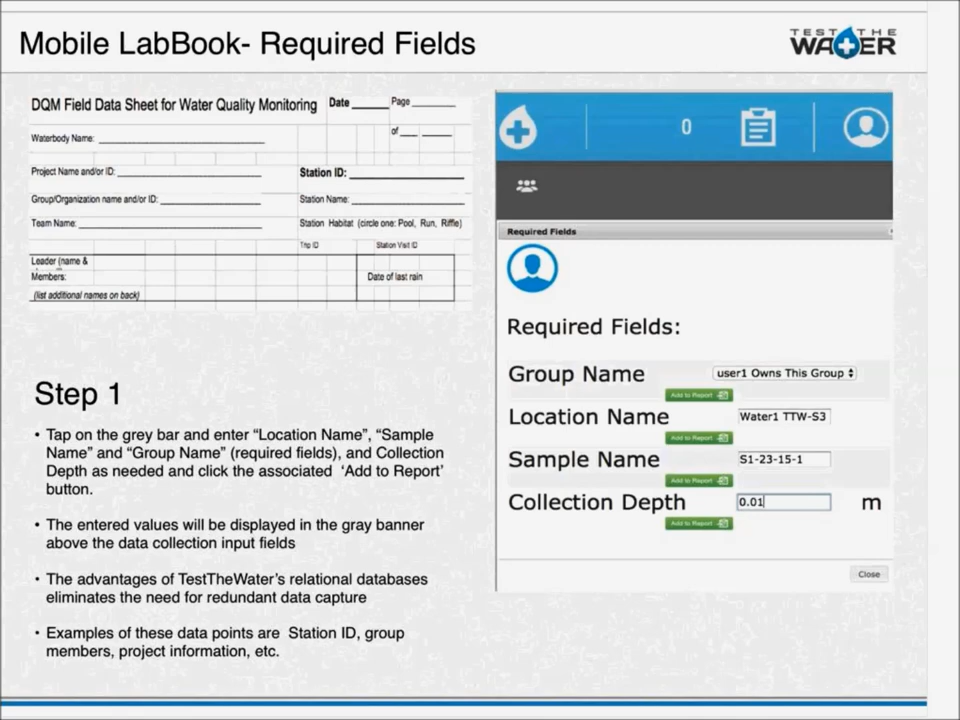 Mobile LabBook- Required Fields
TEST THE
WATER
DQM Field Data Sheet for Water Quality Monitoring
Date ______ Page ________
of ____ ______
Waterbody Name:
Project Name and/or ID:
Station ID:
Group/Organization name and/or ID:
Station Name:
Team Name:
Station Habitat (circle one: Pool, Run, Riffle)
Trip ID
Station Visit ID
Leader (name &
Members:
Date of last rain
(list additional names on back)
0
Required Fields
Required Fields:
Group Name
user1 Owns This Group
Add to Report
Location Name
Water1 TTW-S3
Add to Report
Sample Name
S1-23-15-1
Add to Report
Collection Depth
0.01
m
Add to Report
Close
Step 1
• Tap on the grey bar and enter “Location Name”, “Sample
Name” and “Group Name” (required fields), and Collection
Depth as needed and click the associated ‘Add to Report’
button.
• The entered values will be displayed in the gray banner
above the data collection input fields
• The advantages of TestTheWater’s relational databases
eliminates the need for redundant data capture
• Examples of these data points are Station ID, group
members, project information, etc.